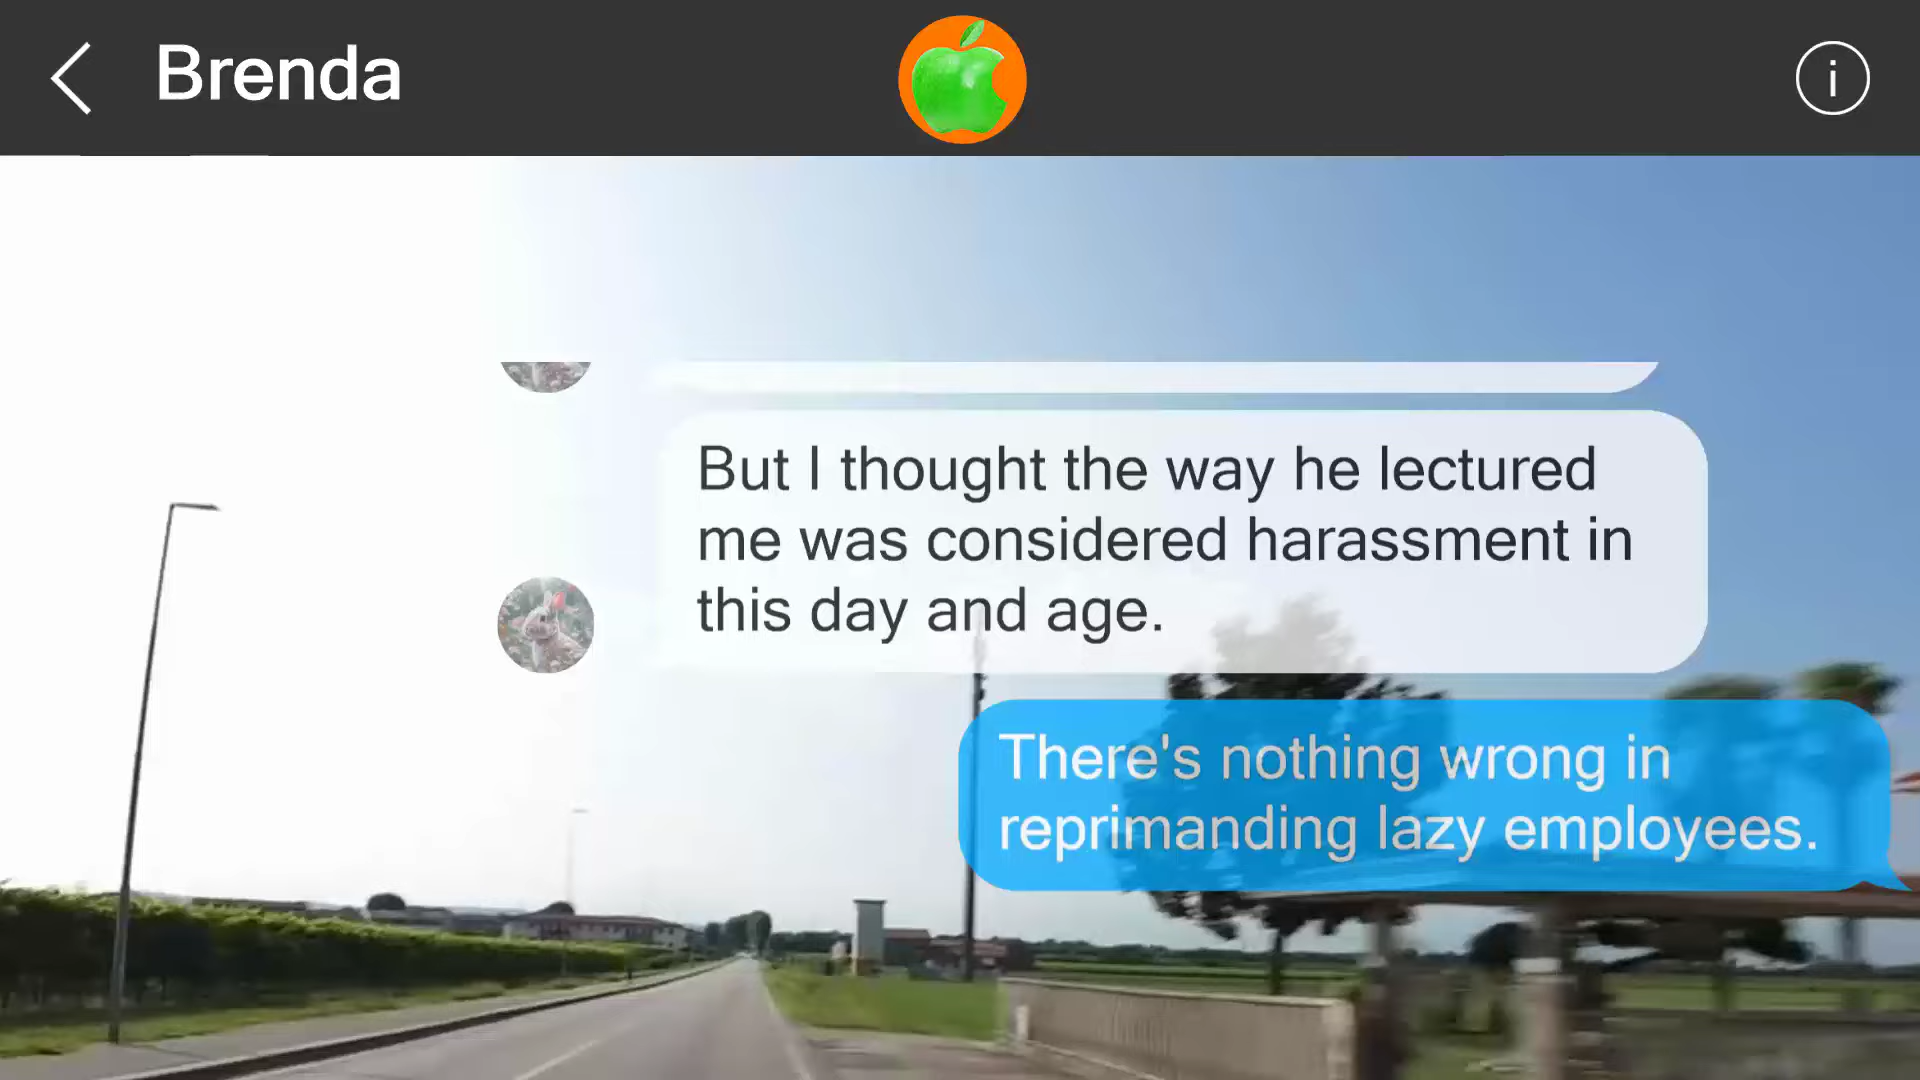 Brenda
i
But I thought the way he lectured
me was considered harassment in
this day and age.
There's nothing wrong in
reprimanding lazy employees.